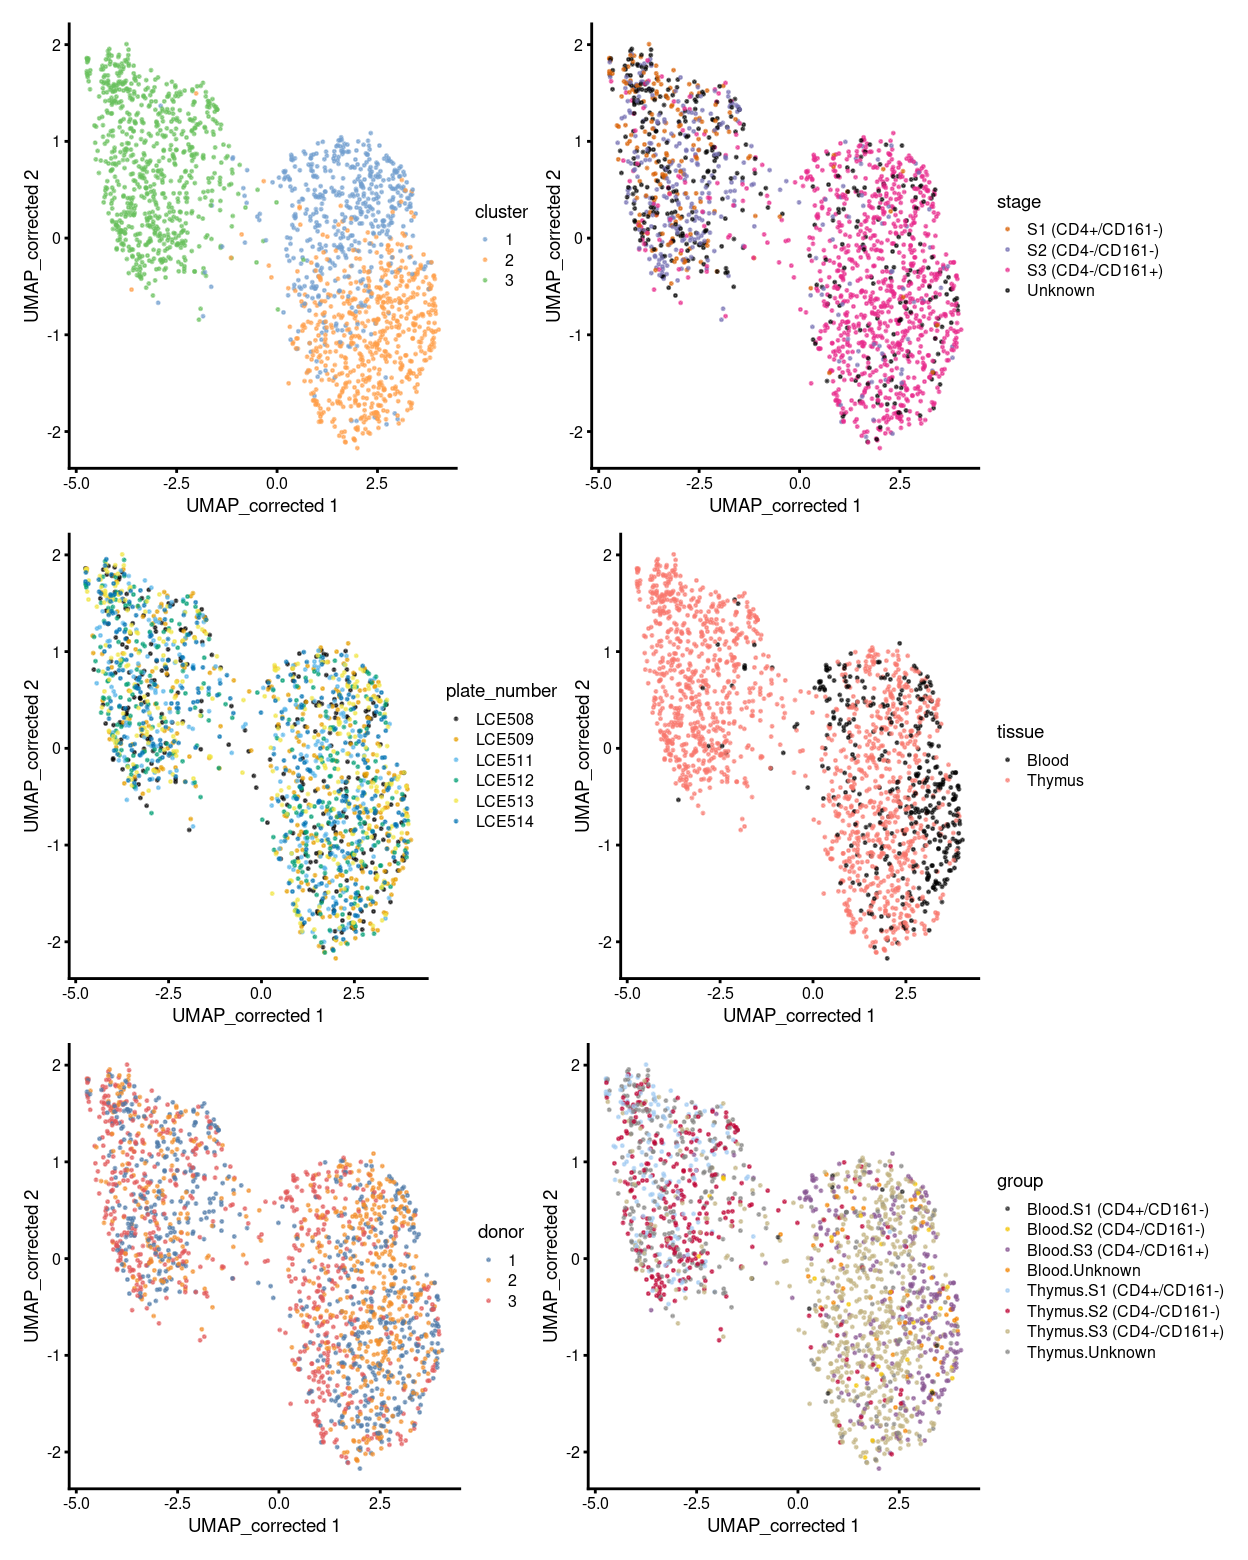 2
1
0
-1
-2
-5.0 -2.5 0.0 2.5
UMAP_corrected 1
UMAP_corrected 2
cluster
1
2
3
2
1
0
-1
-2
-5.0 -2.5 0.0 2.5
UMAP_corrected 1
UMAP_corrected 2
stage
S1 (CD4+/CD161-)
S2 (CD4-/CD161-)
S3 (CD4-/CD161+)
Unknown
2
1
0
-1
-2
-5.0 -2.5 0.0 2.5
UMAP_corrected 1
UMAP_corrected 2
plate_number
LCE508
LCE509
LCE511
LCE512
LCE513
LCE514
2
1
0
-1
-2
-5.0 -2.5 0.0 2.5
UMAP_corrected 1
UMAP_corrected 2
tissue
Blood
Thymus
2
1
0
-1
-2
-5.0 -2.5 0.0 2.5
UMAP_corrected 1
UMAP_corrected 2
donor
1
2
3
2
1
0
-1
-2
-5.0 -2.5 0.0 2.5
UMAP_corrected 1
UMAP_corrected 2
group
Blood.S1 (CD4+/CD161-)
Blood.S2 (CD4-/CD161-)
Blood.S3 (CD4-/CD161+)
Blood.Unknown
Thymus.S1 (CD4+/CD161-)
Thymus.S2 (CD4-/CD161-)
Thymus.S3 (CD4-/CD161+)
Thymus.Unknown